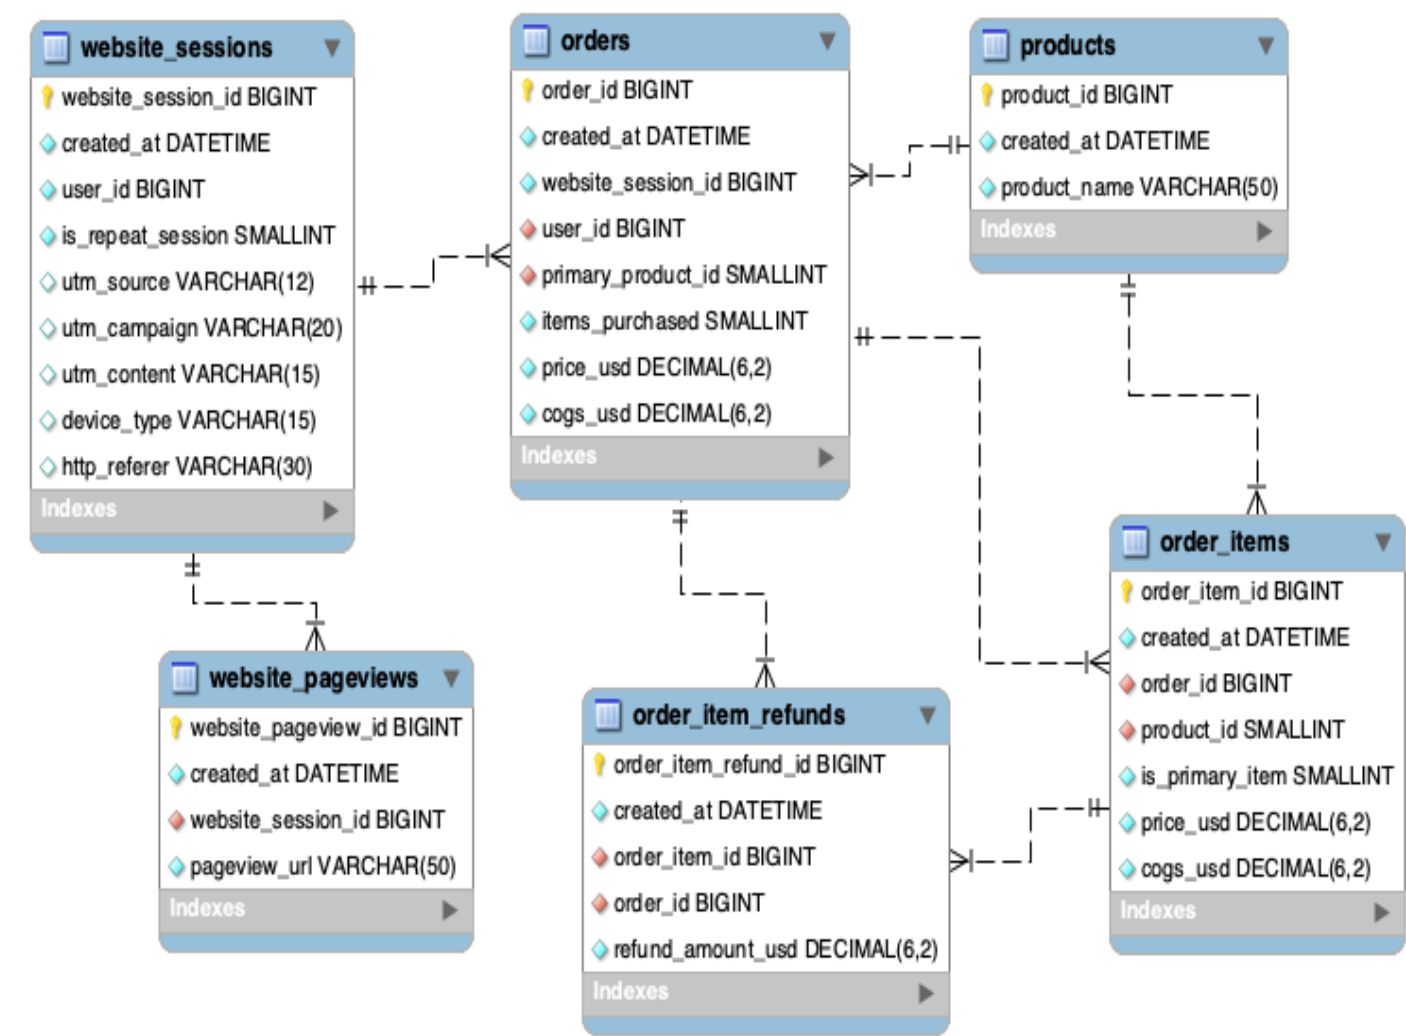 website_sessions
website_session_id BIGINT
created_at DATETIME
user_id BIGINT
is_repeat_session SMALLINT
utm_source VARCHAR(12)
utm_campaign VARCHAR(20)
utm_content VARCHAR(15)
device_type VARCHAR(15)
http_referer VARCHAR(30)
Indexes
orders
order_id BIGINT
created_at DATETIME
website_session_id BIGINT
user_id BIGINT
primary_product_id SMALLINT
items_purchased SMALLINT
price_usd DECIMAL(6,2)
cogs_usd DECIMAL(6,2)
Indexes
products
product_id BIGINT
created_at DATETIME
product_name VARCHAR(50)
Indexes
website_pageviews
website_pageview_id BIGINT
created_at DATETIME
website_session_id BIGINT
pageview_url VARCHAR(50)
Indexes
order_item_refunds
order_item_refund_id BIGINT
created_at DATETIME
order_item_id BIGINT
order_id BIGINT
refund_amount_usd DECIMAL(6,2)
Indexes
order_items
order_item_id BIGINT
created_at DATETIME
order_id BIGINT
product_id SMALLINT
is_primary_item SMALLINT
price_usd DECIMAL(6,2)
cogs_usd DECIMAL(6,2)
Indexes